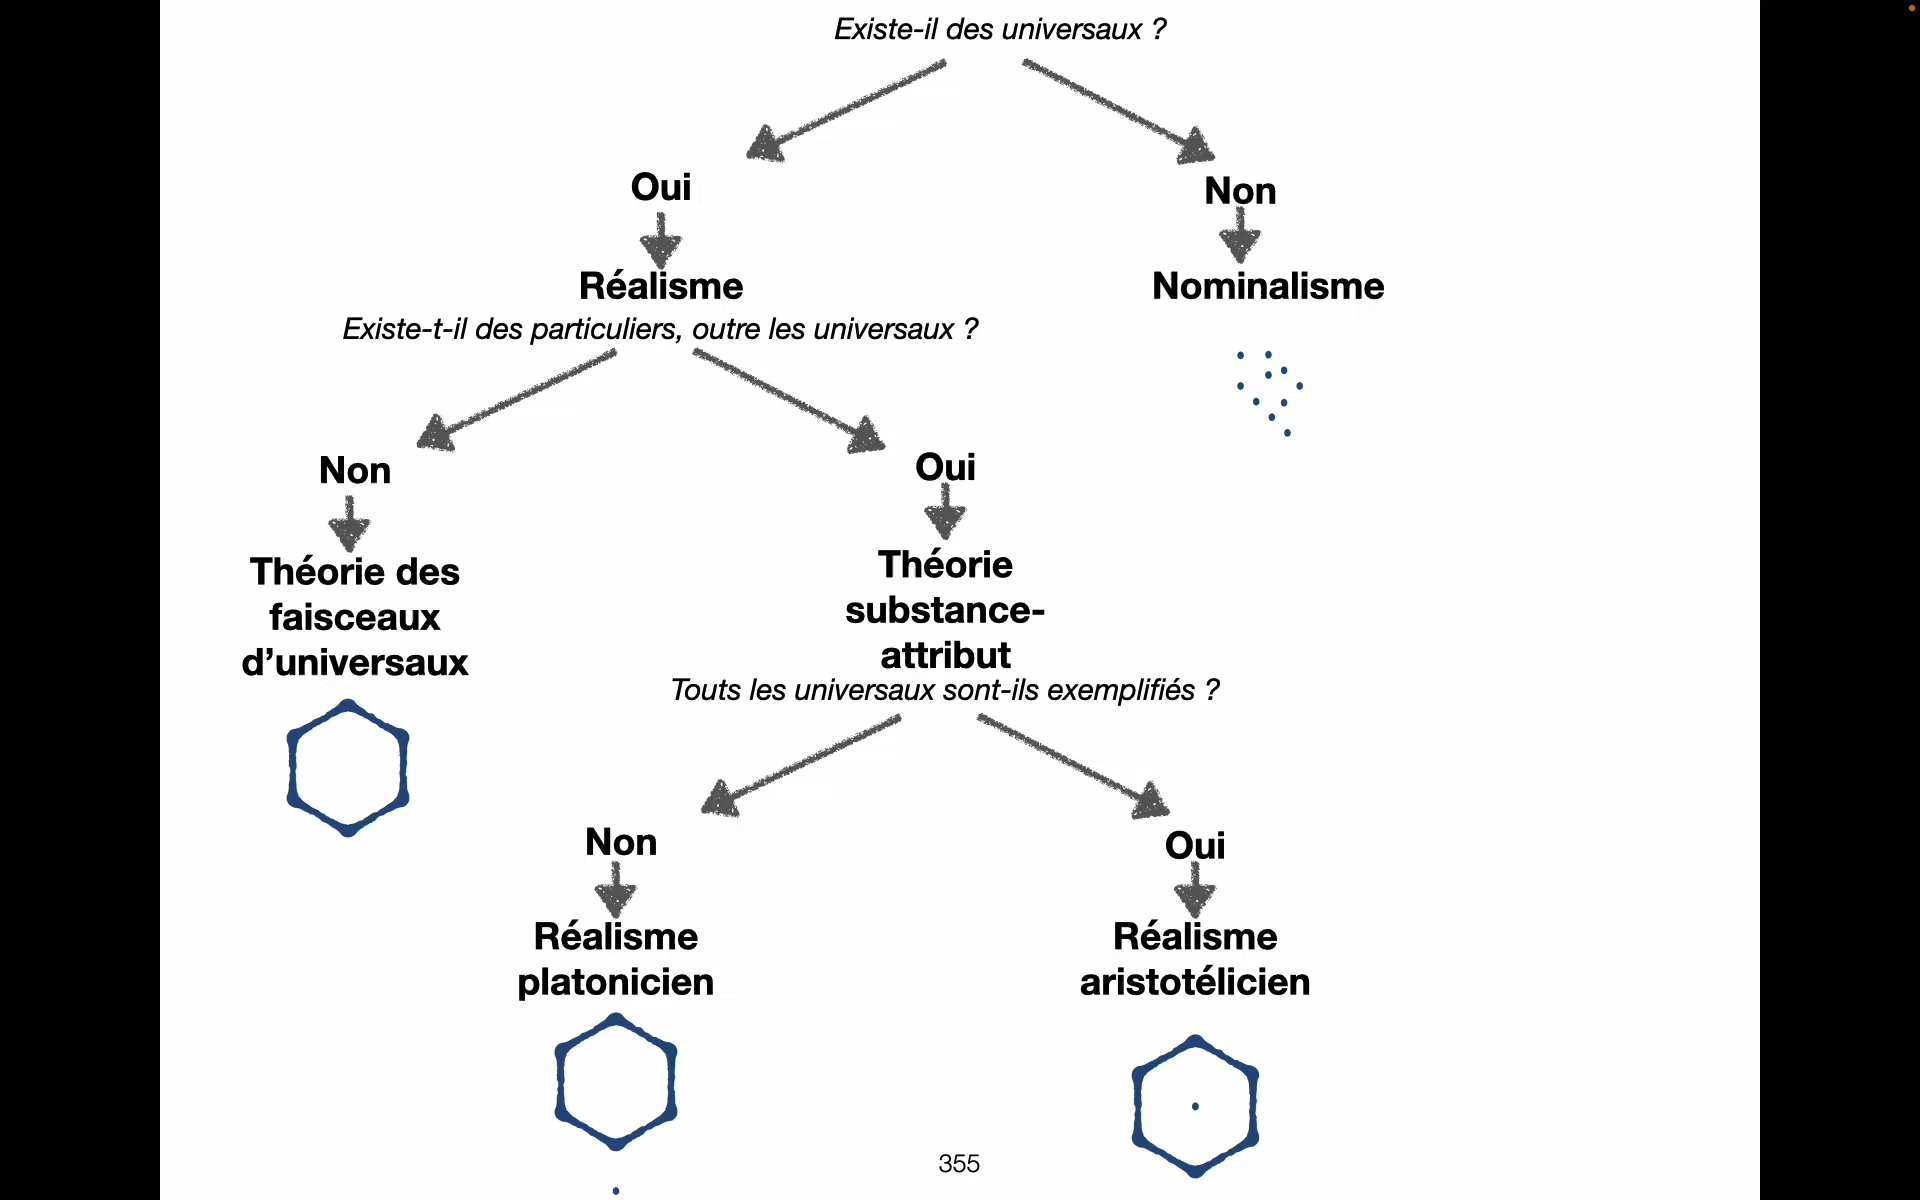 Existe-il des universaux ?
Oui
Non
Réalisme
Nominalisme
Existe-t-il des particuliers, outre les universaux ?
Non
Oui
Théorie des
faisceaux
d’universaux
Théorie
substance-
attribut
Touts les universaux sont-ils exemplifiés ?
Non
Oui
Réalisme
platonicien
Réalisme
aristotélicien
355